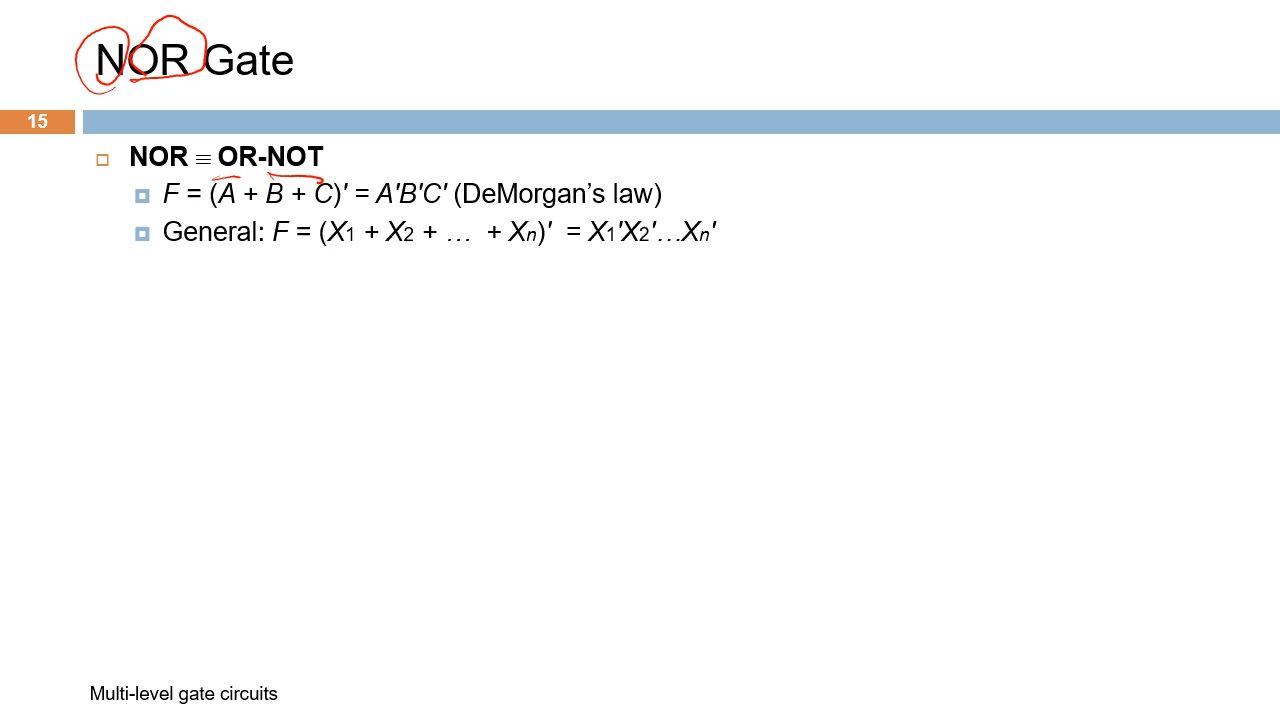 NOR Gate
15
NOR ≡ OR-NOT
F = (A + B + C)′ = A′B′C′ (DeMorgan’s law)
General: F = (X1 + X2 + … + Xn)′ = X1′X2′…Xn′
Multi-level gate circuits